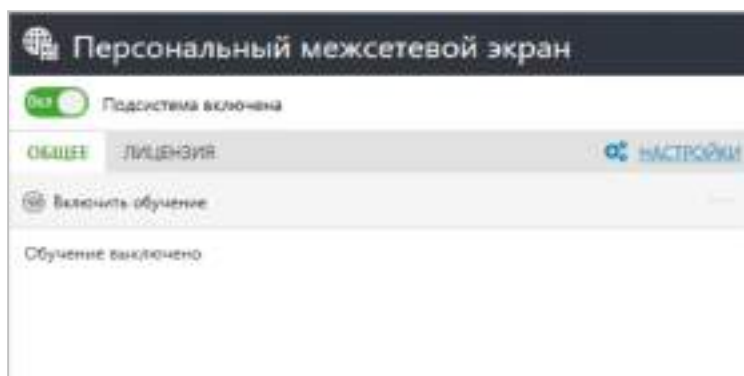 Персональный межсетевой экран
Вкл Подсистема включена
ОБЩЕЕ ЛИЦЕНЗИЯ НАСТРОЙКИ
Включить обучение
Обучение выключено